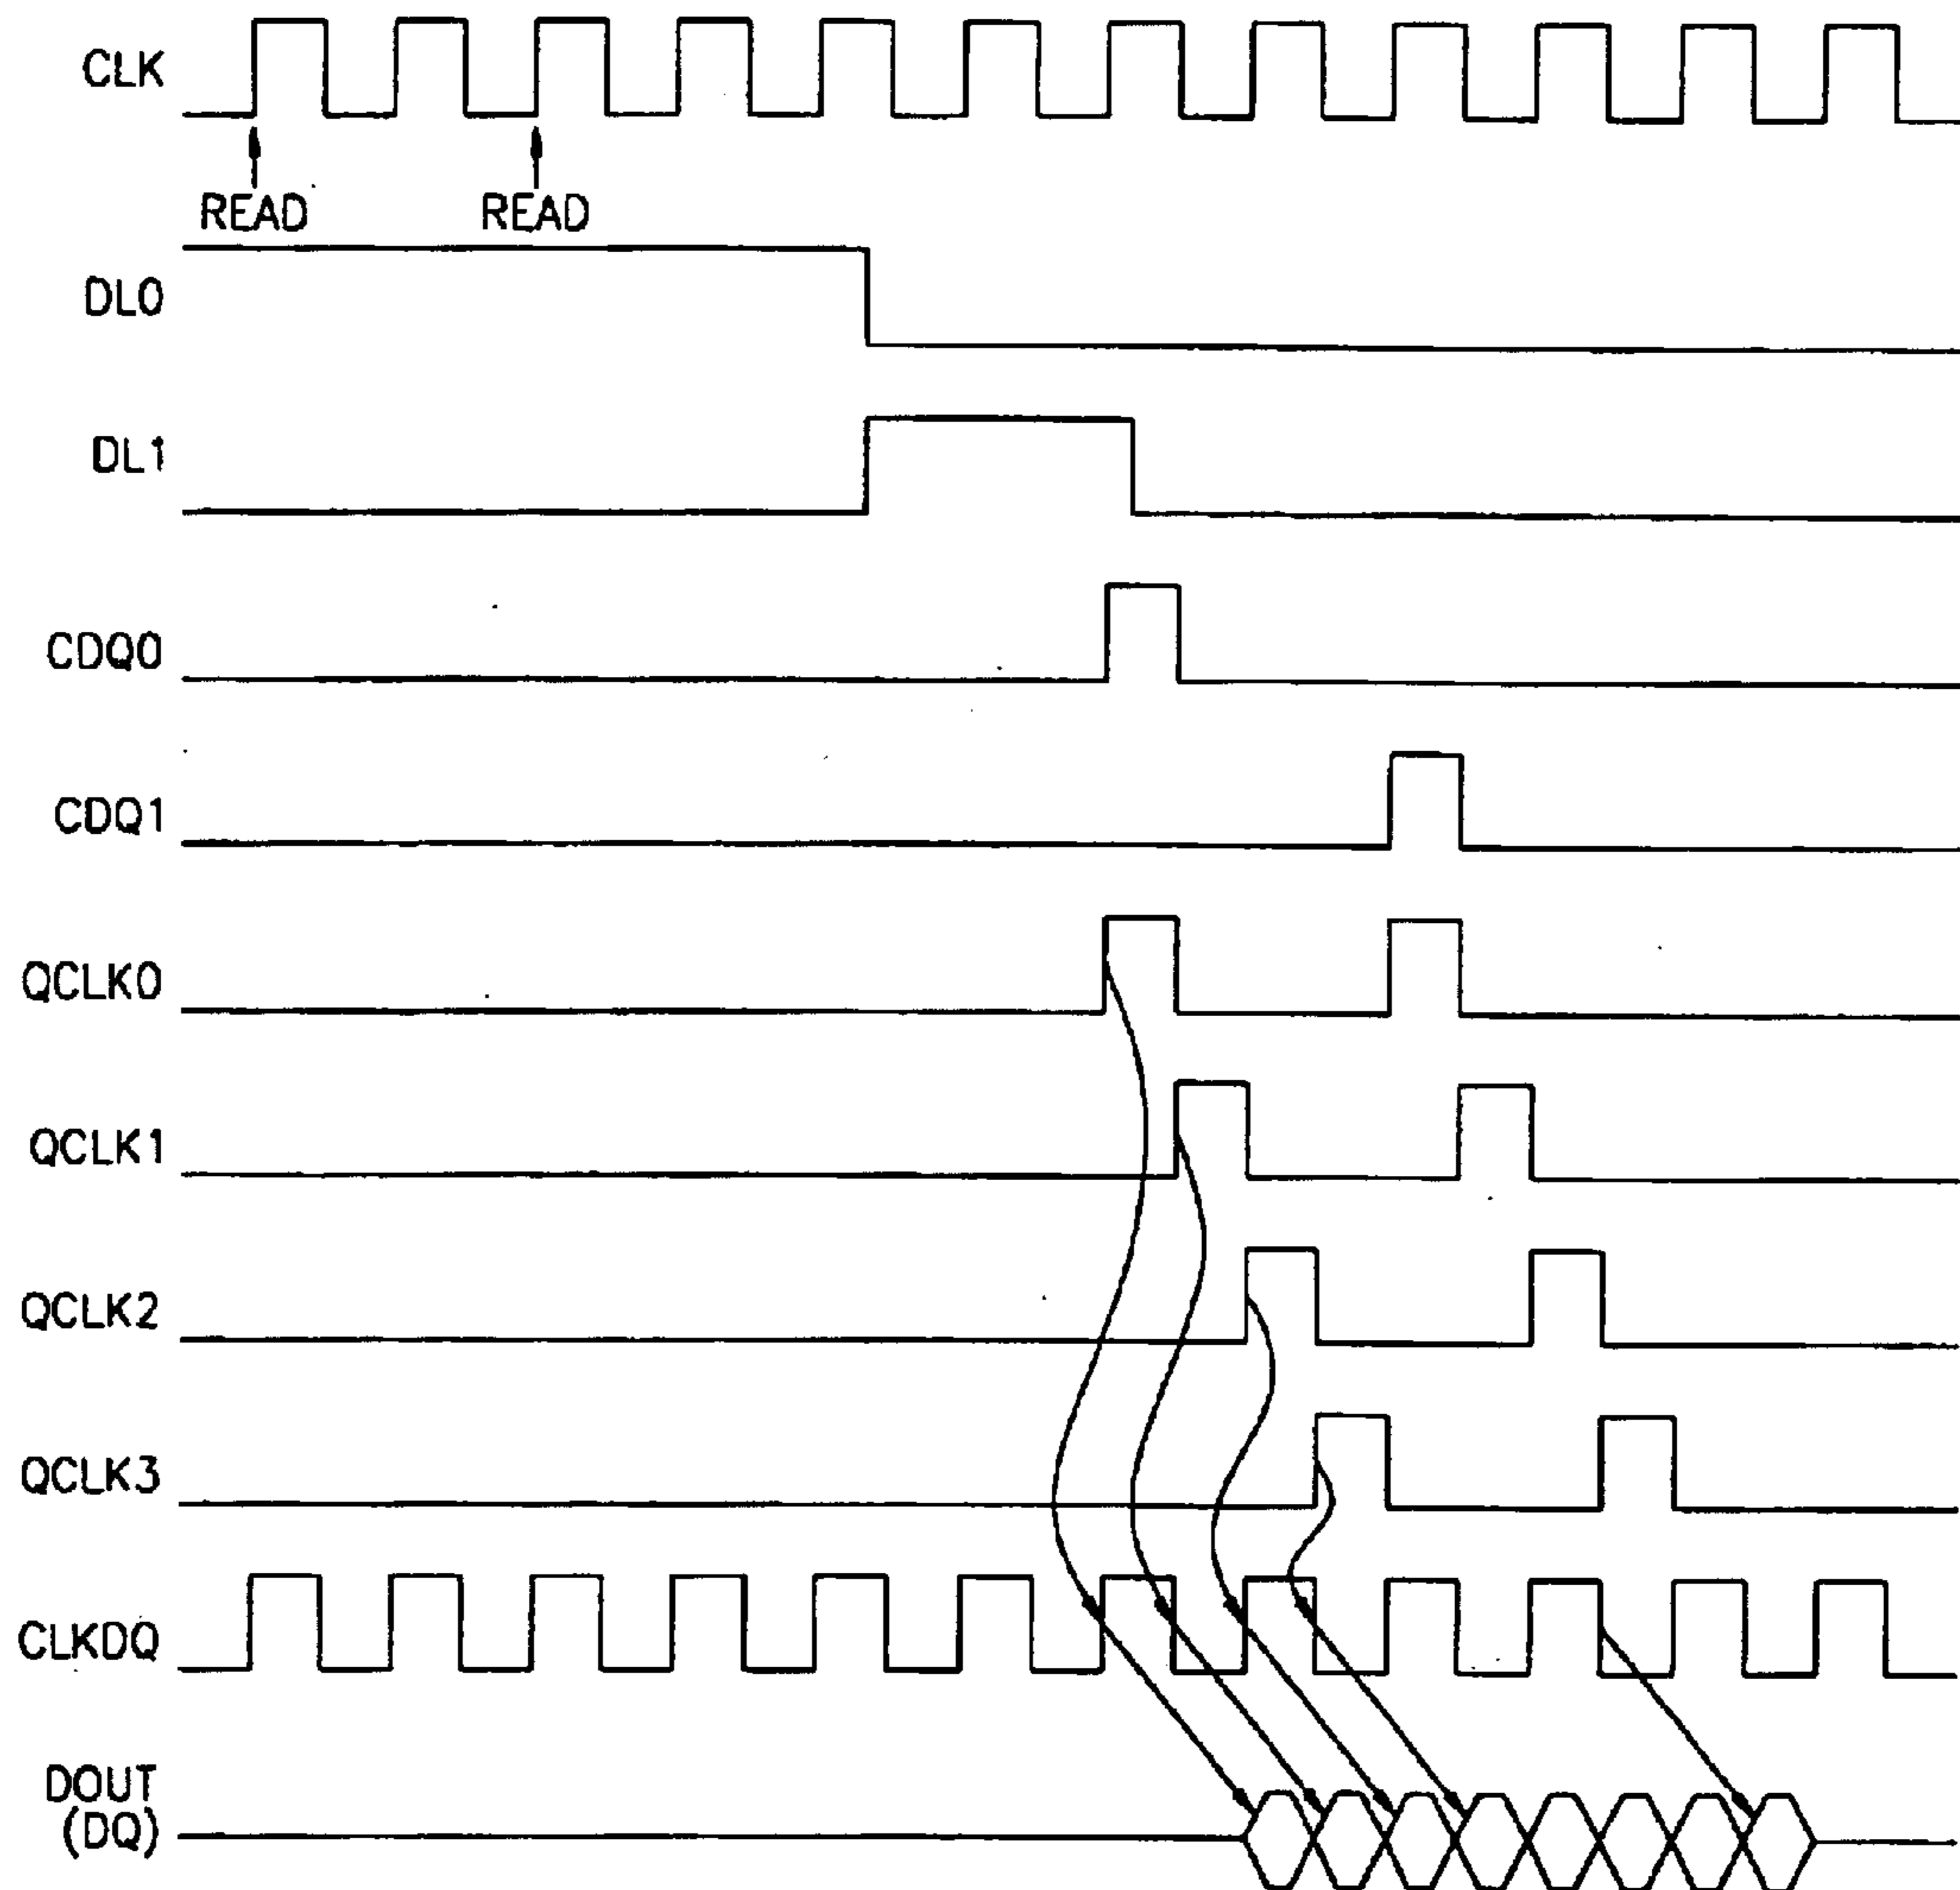 CLK
READ READ
DL0
DL1
CDQ0
CDQ1
QCLK0
QCLK1
QCLK2
QCLK3
CLKDQ
DOUT
(DQ)